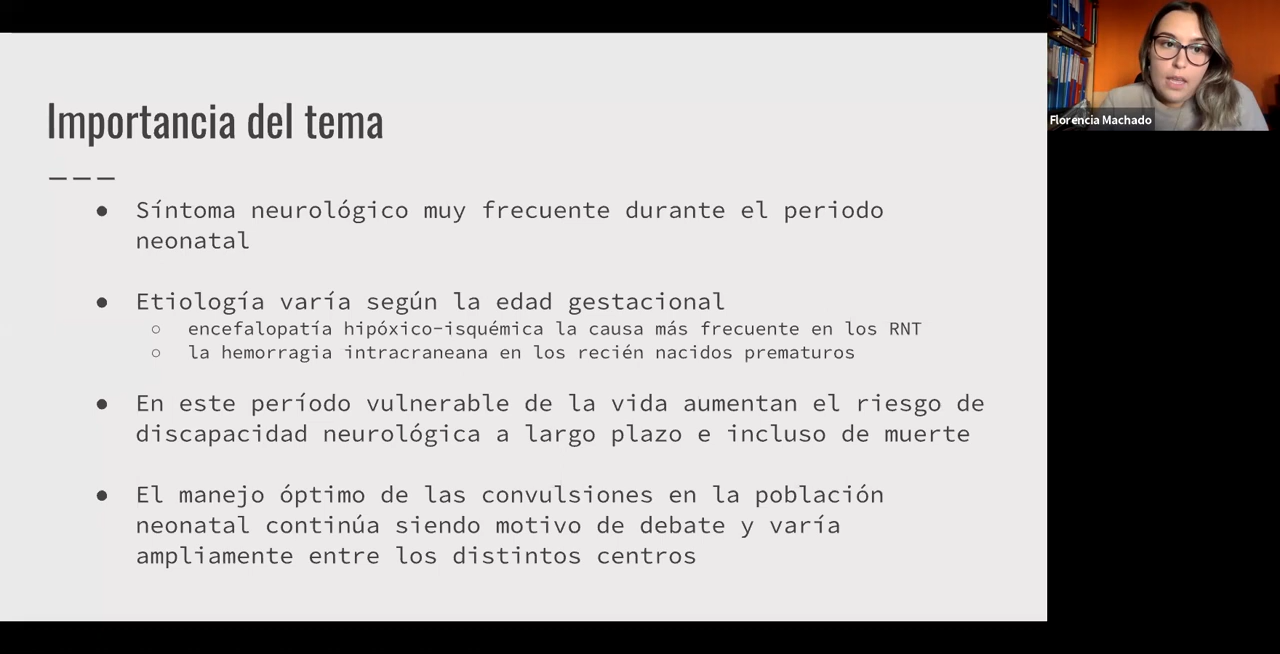 Importancia del tema
Síntoma neurológico muy frecuente durante el periodo
neonatal
Etiología varía según la edad gestacional
encefalopatía hipóxico-isquémica la causa más frecuente en los RNT
la hemorragia intracraneana en los recién nacidos prematuros
En este período vulnerable de la vida aumentan el riesgo de
discapacidad neurológica a largo plazo e incluso de muerte
El manejo óptimo de las convulsiones en la población
neonatal continúa siendo motivo de debate y varía
ampliamente entre los distintos centros
Florencia Machado